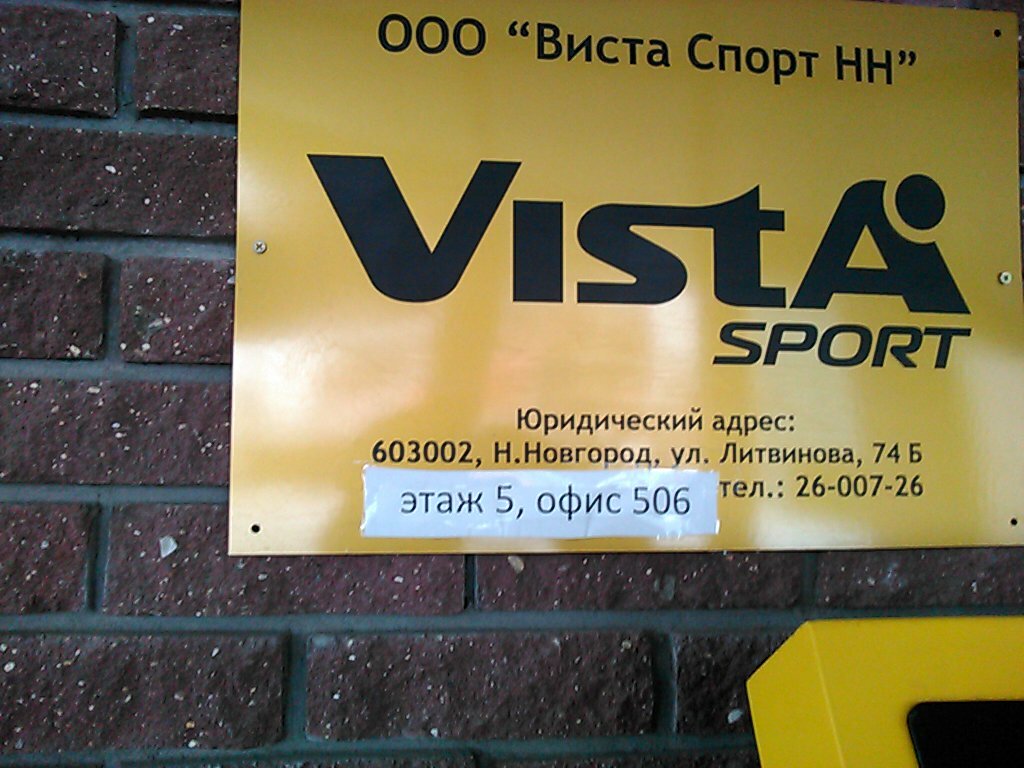 ООО “Виста Спорт НН”
VISTA
SPORT
Юридический адрес:
603002, Н.Новгород, ул. Литвинова, 74 Б
тел.: 26-007-26
этаж 5, офис 506